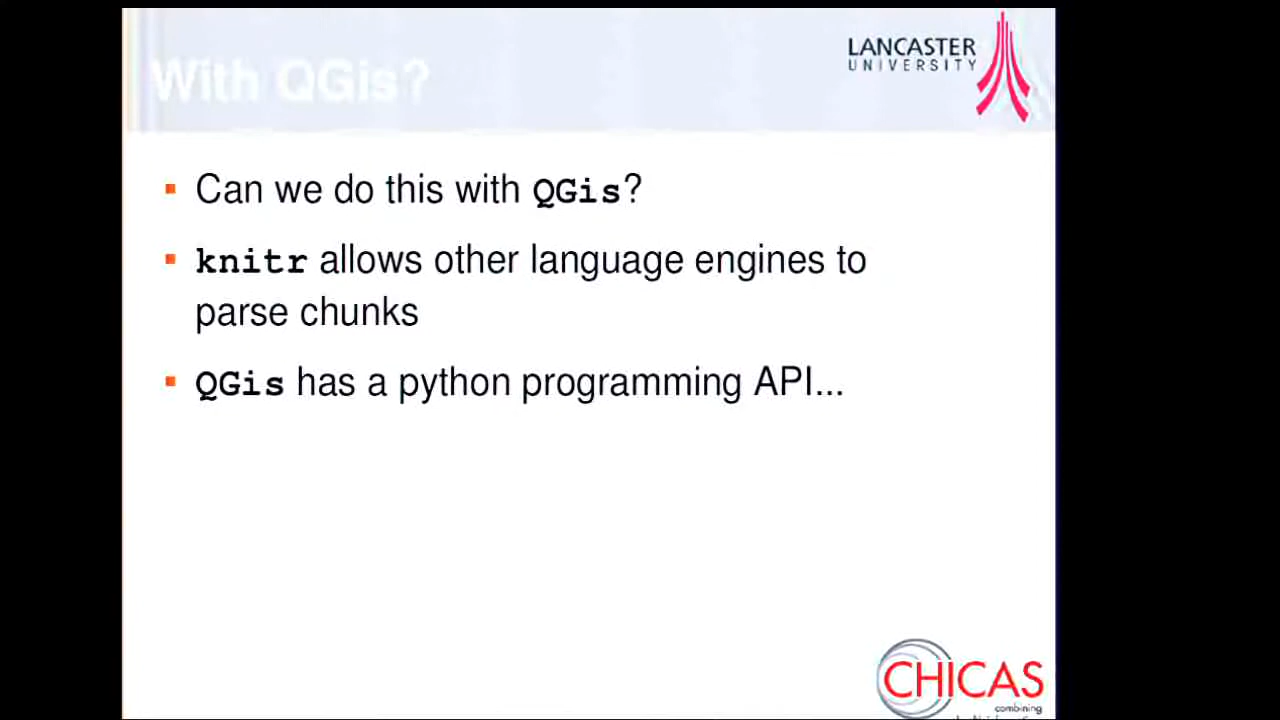 With QGis?
LANCASTER
UNIVERSITY
Can we do this with QGis?
knitr allows other language engines to
parse chunks
QGis has a python programming API...
CHICAS
combining